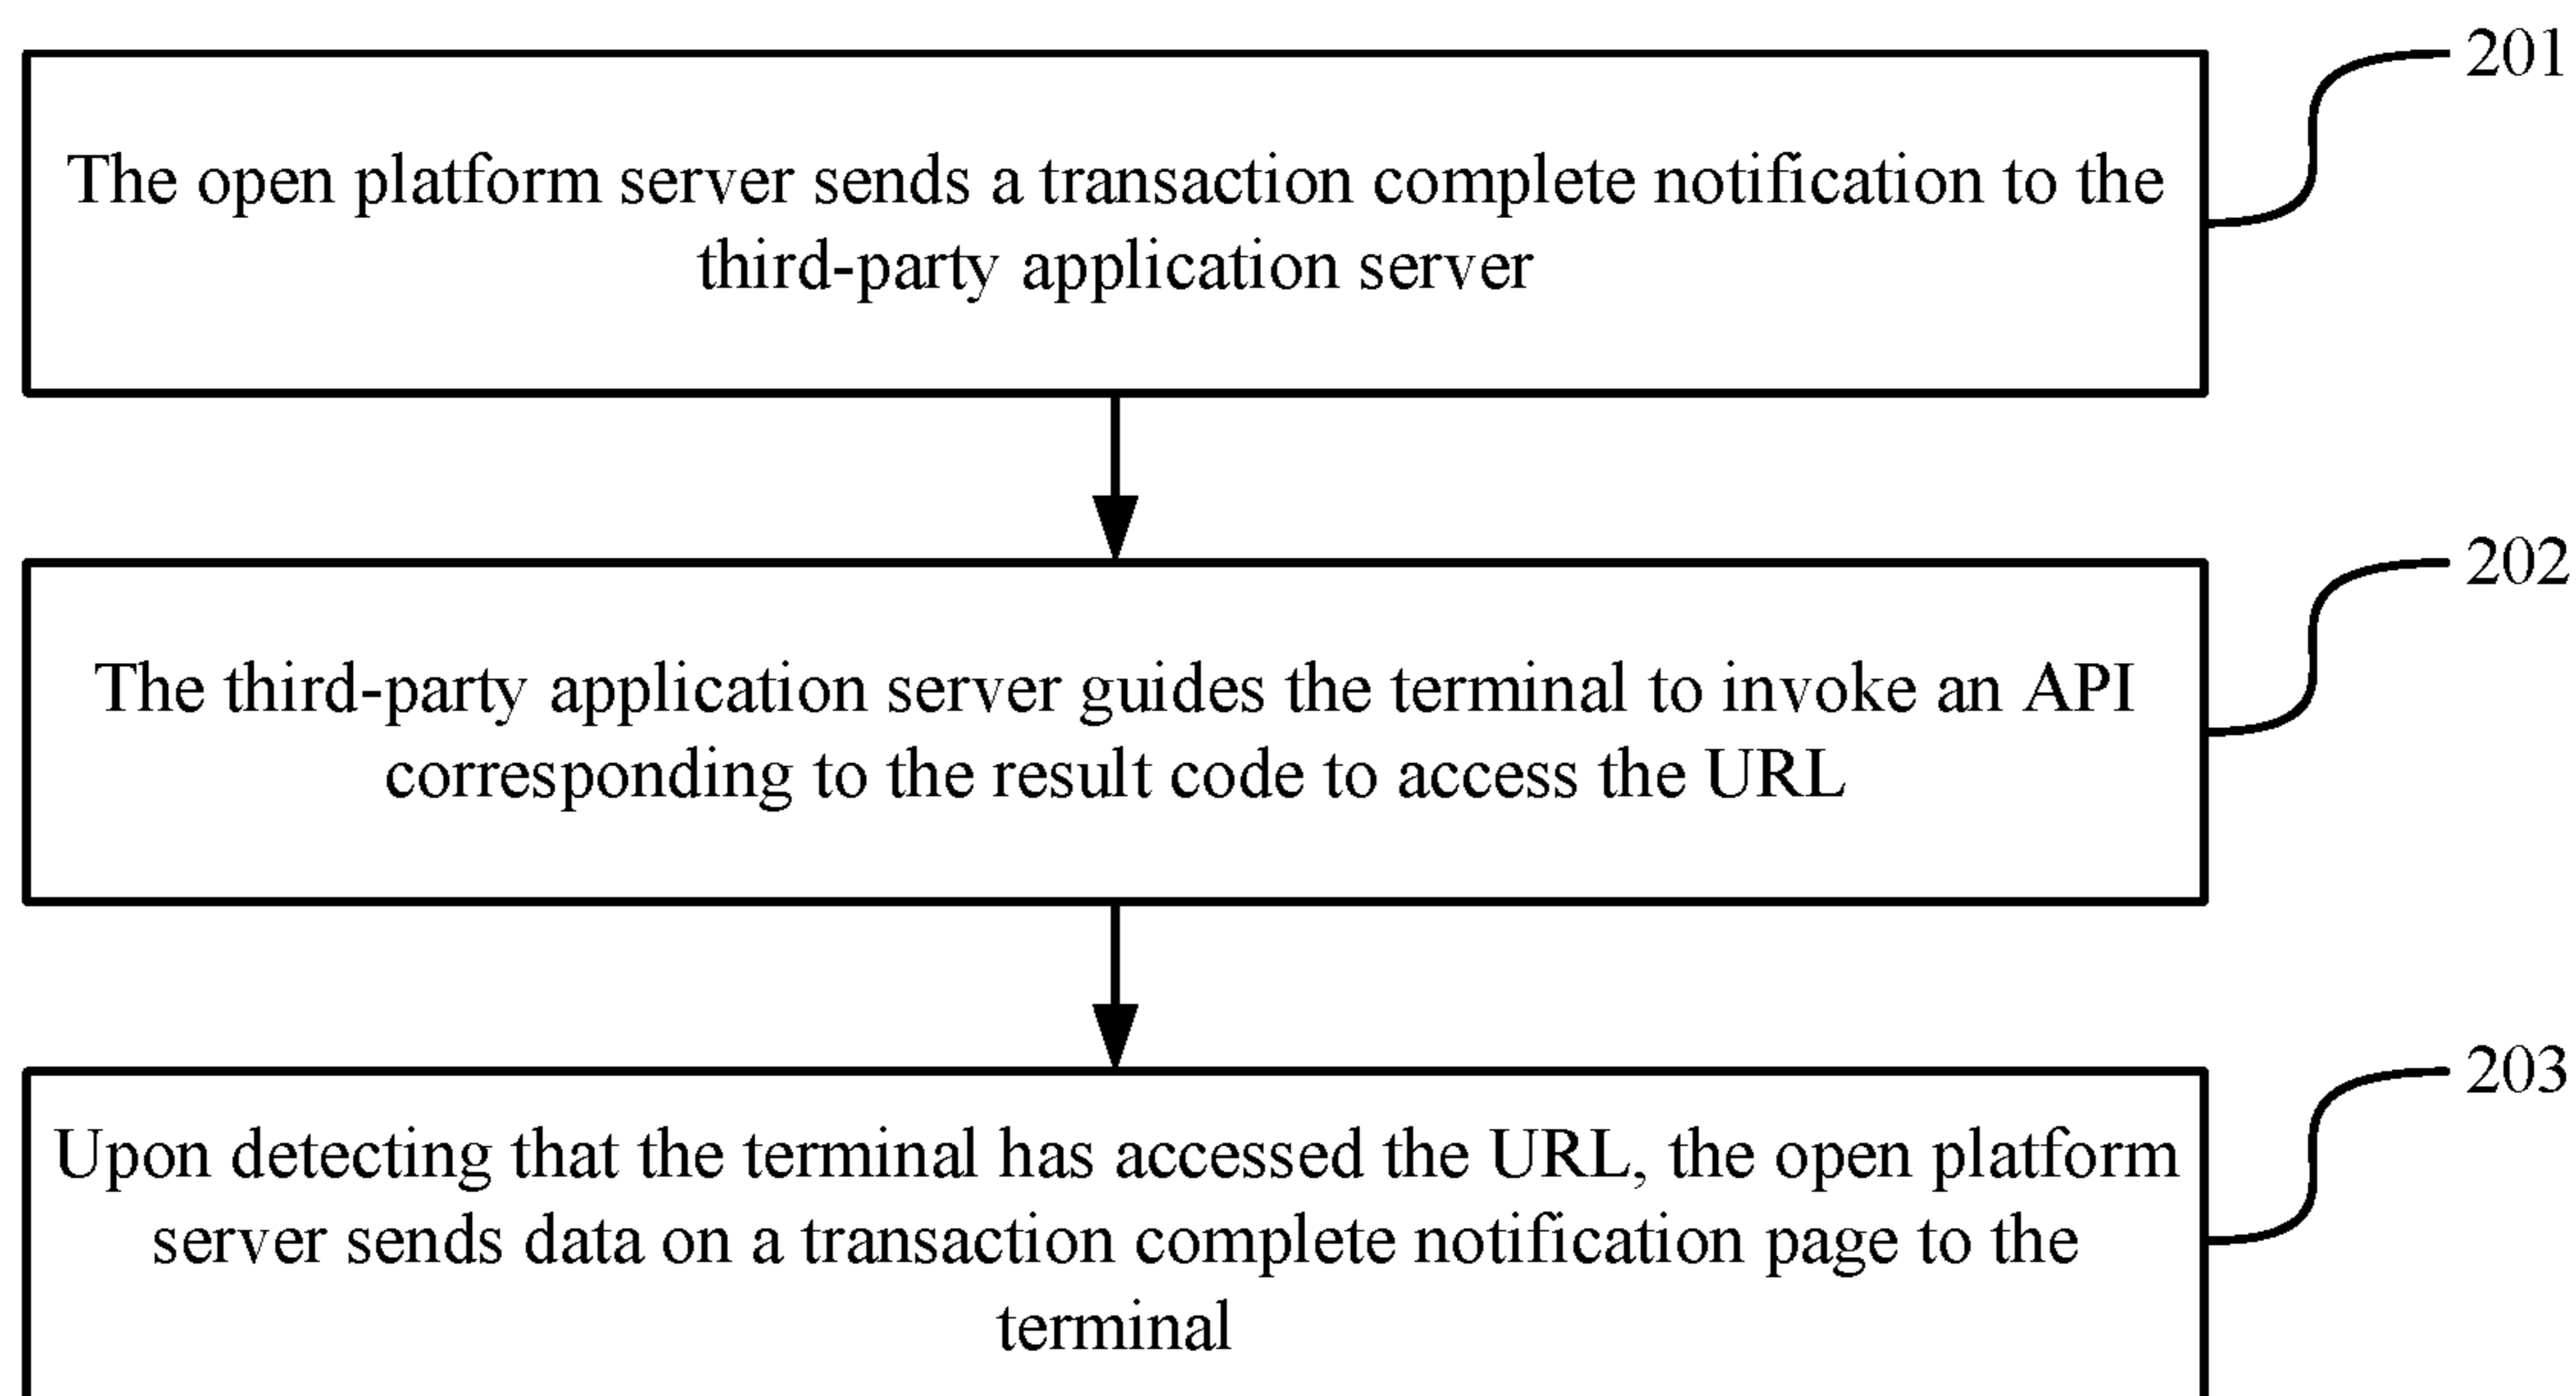 201
The open platform server sends a transaction complete notification to the
third-party application server
202
The third-party application server guides the terminal to invoke an API
corresponding to the result code to access the URL
203
Upon detecting that the terminal has accessed the URL, the open platform
server sends data on a transaction complete notification page to the
terminal